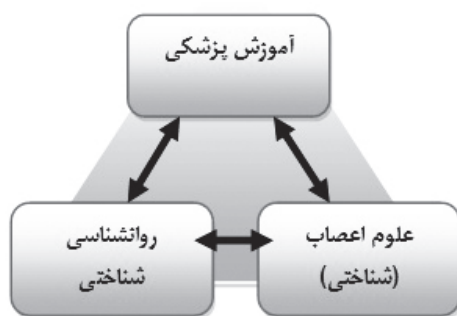 آموزش پزشکی
علوم اعصاب
(شناختی)
روانشناسی
شناختی